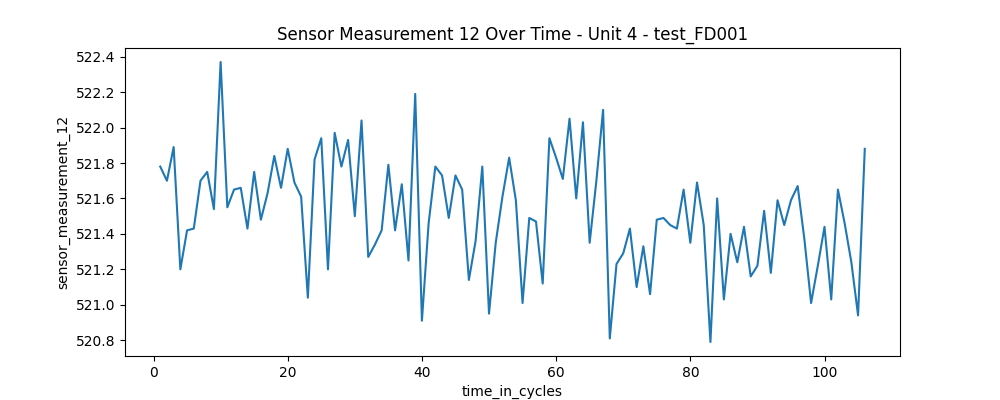 Sensor Measurement 12 Over Time - Unit 4 - test_FD001
sensor_measurement_12
522.4
522.2
522.0
521.8
521.6
521.4
521.2
521.0
520.8
0 20 40 60 80 100
time_in_cycles